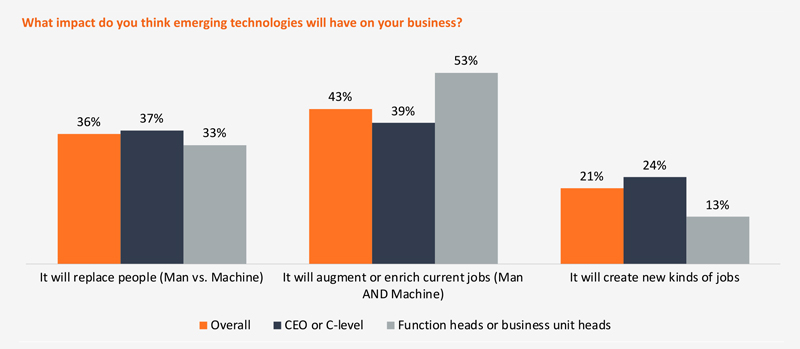 What impact do you think emerging technologies will have on your business?
53%
43%
39%
36%
37%
33%
24%
21%
13%
It will replace people (Man vs. Machine)
It will augment or enrich current jobs (Man
AND Machine)
It will create new kinds of jobs
Overall
CEO or C-level
Function heads or business unit heads